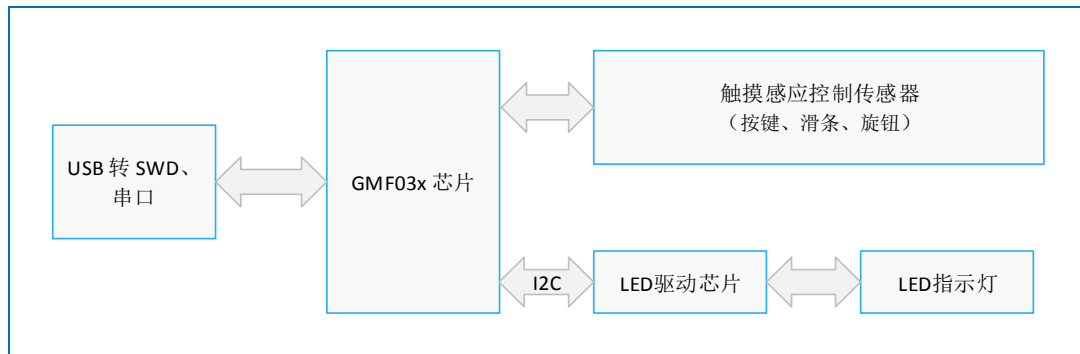 USB 转 SWD、
串口
GMF03x 芯片
触摸感应控制传感器
（按键、滑条、旋钮）
I2C
LED驱动芯片
LED指示灯